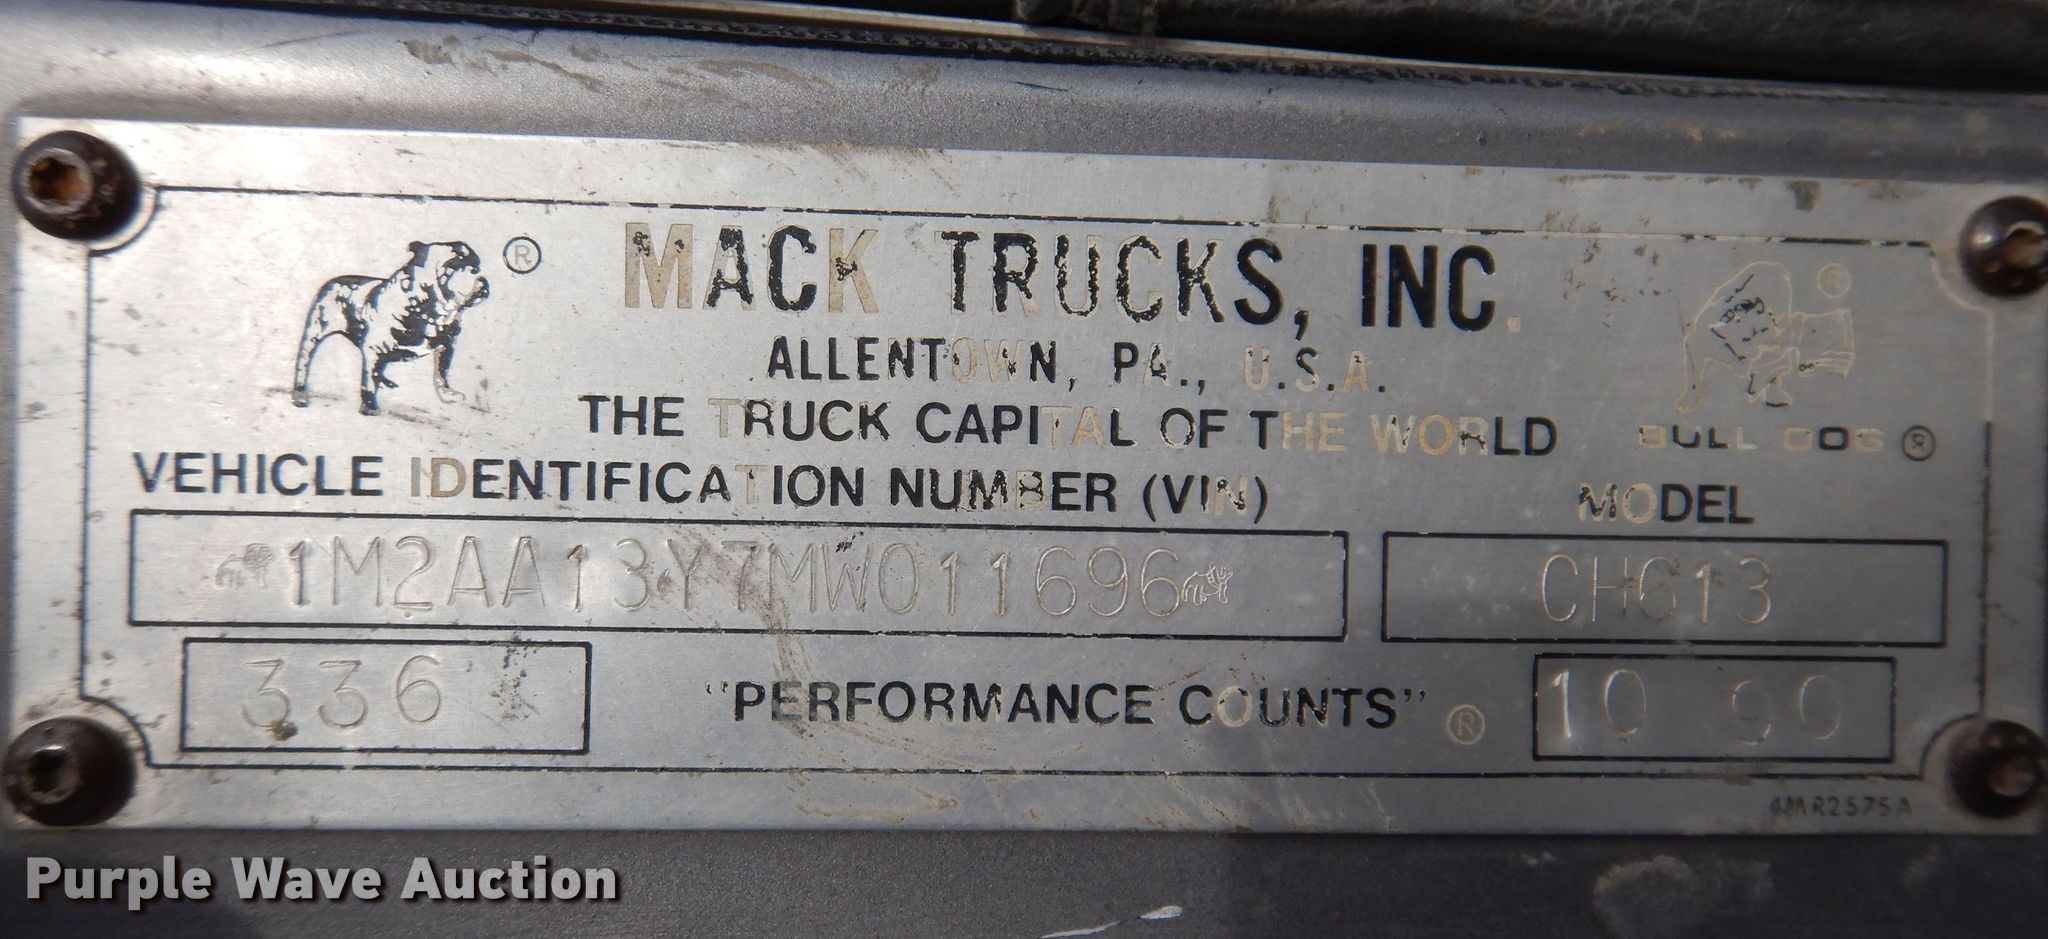 ®
MACK TRUCKS, INC.
®
ALLENTOWN, PA., U.S.A.
THE TRUCK CAPITAL OF THE WORLD
BULL DOG ®
VEHICLE IDENTIFICATION NUMBER (VIN)
MODEL
1M2AA13Y7MW011696
CH613
336
"PERFORMANCE COUNTS" ®
10 90
4MR2575A
Purple Wave Auction